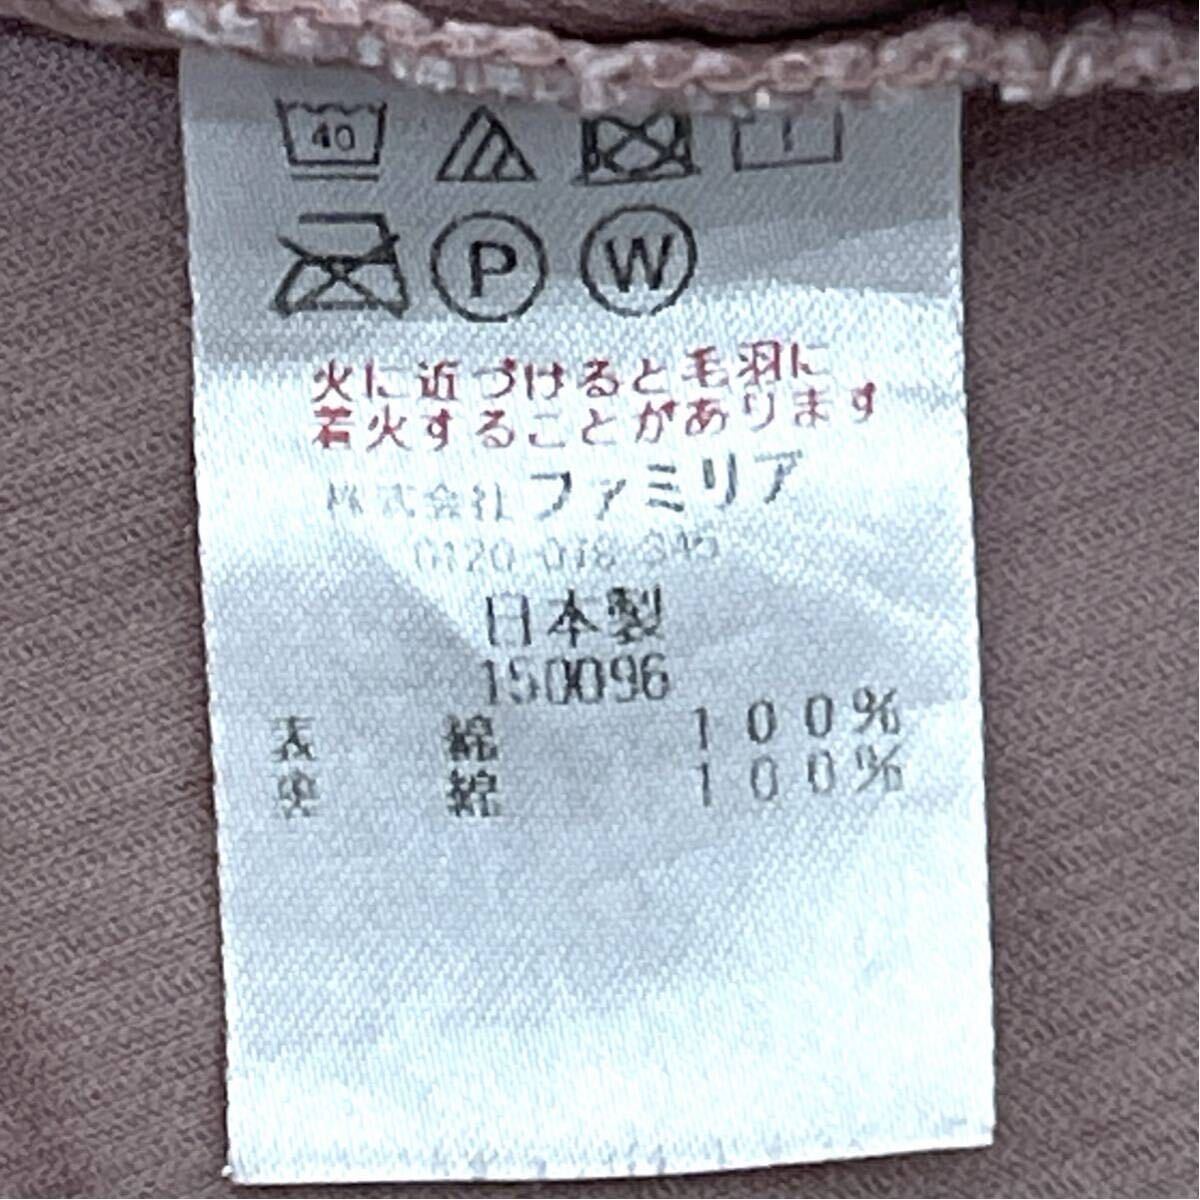 40
P W
火に近づけると毛羽に
着火することがあります
株式会社ファミリア
0120-078-345
日本製
150096
表 綿 100%
裏 綿 100%